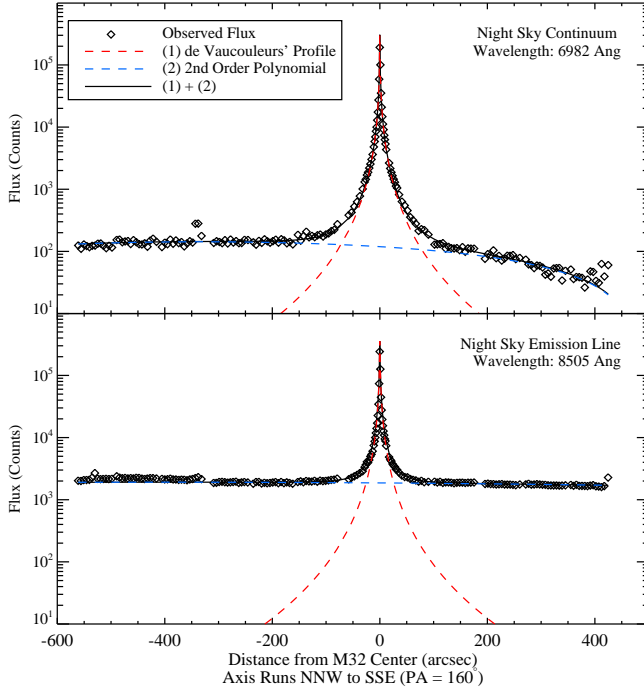 Observed Flux
(1) de Vaucouleurs' Profile
(2) 2nd Order Polynomial
(1) + (2)
Night Sky Continuum
Wavelength: 6982 Ang
Flux (Counts)
10^5
10^4
10^3
10^2
10^1
Night Sky Emission Line
Wavelength: 8505 Ang
Flux (Counts)
10^5
10^4
10^3
10^2
10^1
-600 -400 -200 0 200 400
Distance from M32 Center (arcsec)
Axis Runs NNW to SSE (PA = 160°)